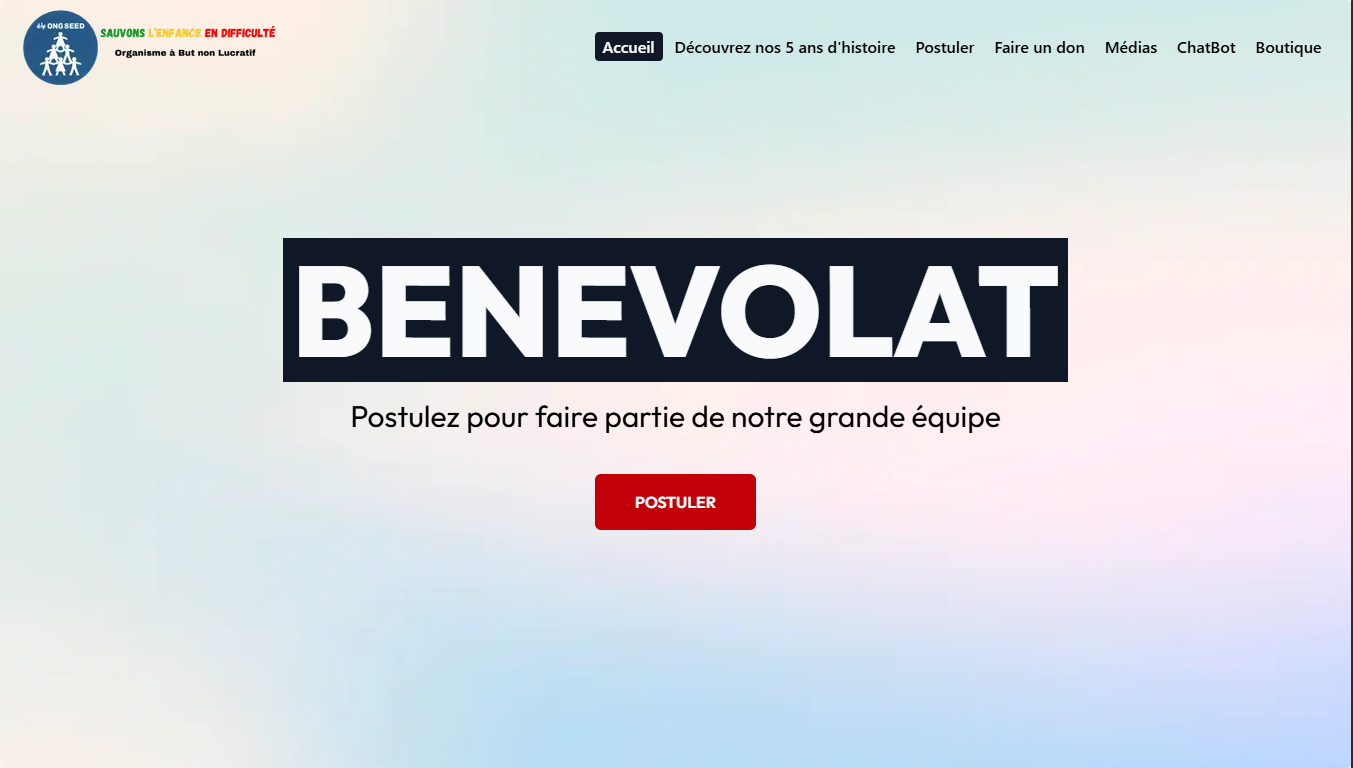 ONG SEED
SAUVONS L'ENFANCE EN DIFFICULTÉ
Organisme à But non Lucratif
Accueil
Découvrez nos 5 ans d'histoire
Postuler
Faire un don
Médias
ChatBot
Boutique
BENEVOLAT
Postulez pour faire partie de notre grande équipe
POSTULER